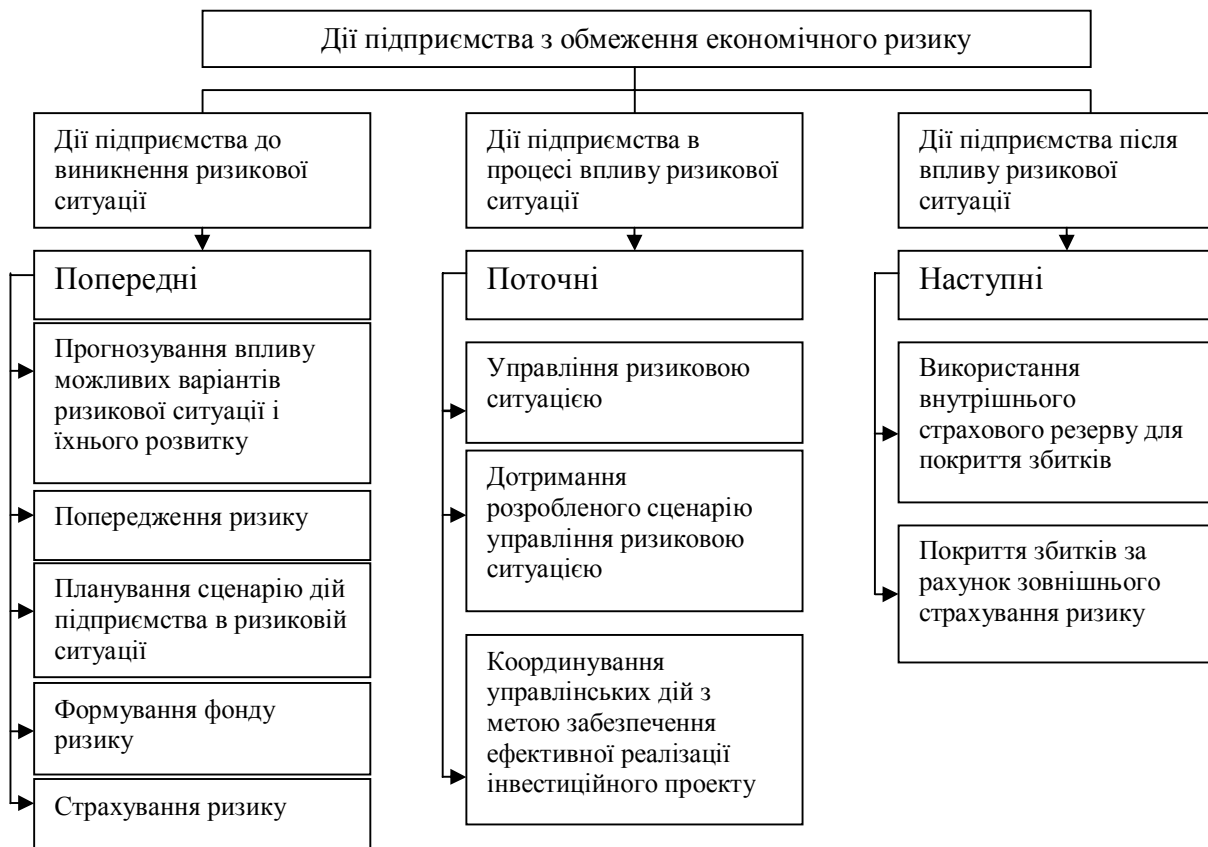 Дії підприємства з обмеження економічного ризику
Дії підприємства до
виникнення ризикової
ситуації
Попередні
Прогнозування впливу
можливих варіантів
ризикової ситуації і
їхнього розвитку
Попередження ризику
Планування сценарію дій
підприємства в ризиковій
ситуації
Формування фонду
ризику
Страхування ризику
Дії підприємства в
процесі впливу ризикової
ситуації
Поточні
Управління ризиковою
ситуацією
Дотримання
розробленого сценарію
управління ризиковою
ситуацією
Координування
управлінських дій з
метою забезпечення
ефективної реалізації
інвестиційного проекту
Дії підприємства після
впливу ризикової
ситуації
Наступні
Використання
внутрішнього
страхового резерву для
покриття збитків
Покриття збитків за
рахунок зовнішнього
страхування ризику